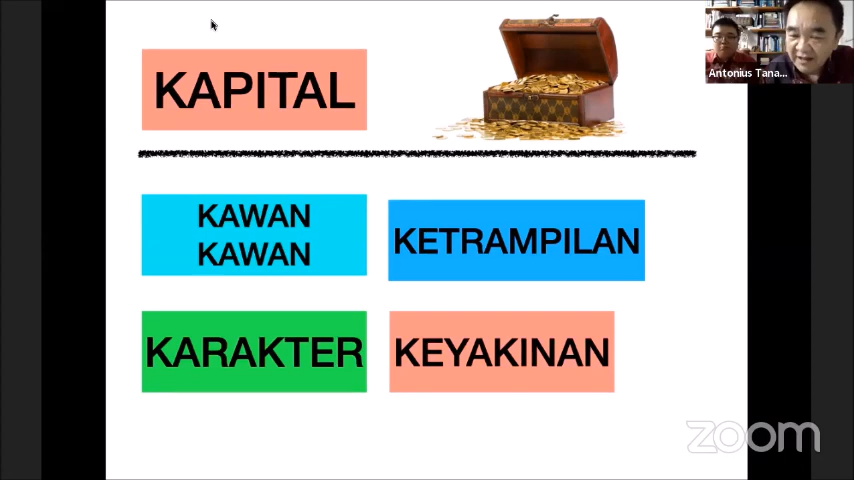 KAPITAL
Antonius Tana...
KAWAN
KAWAN
KETRAMPILAN
KARAKTER
KEYAKINAN
zoom